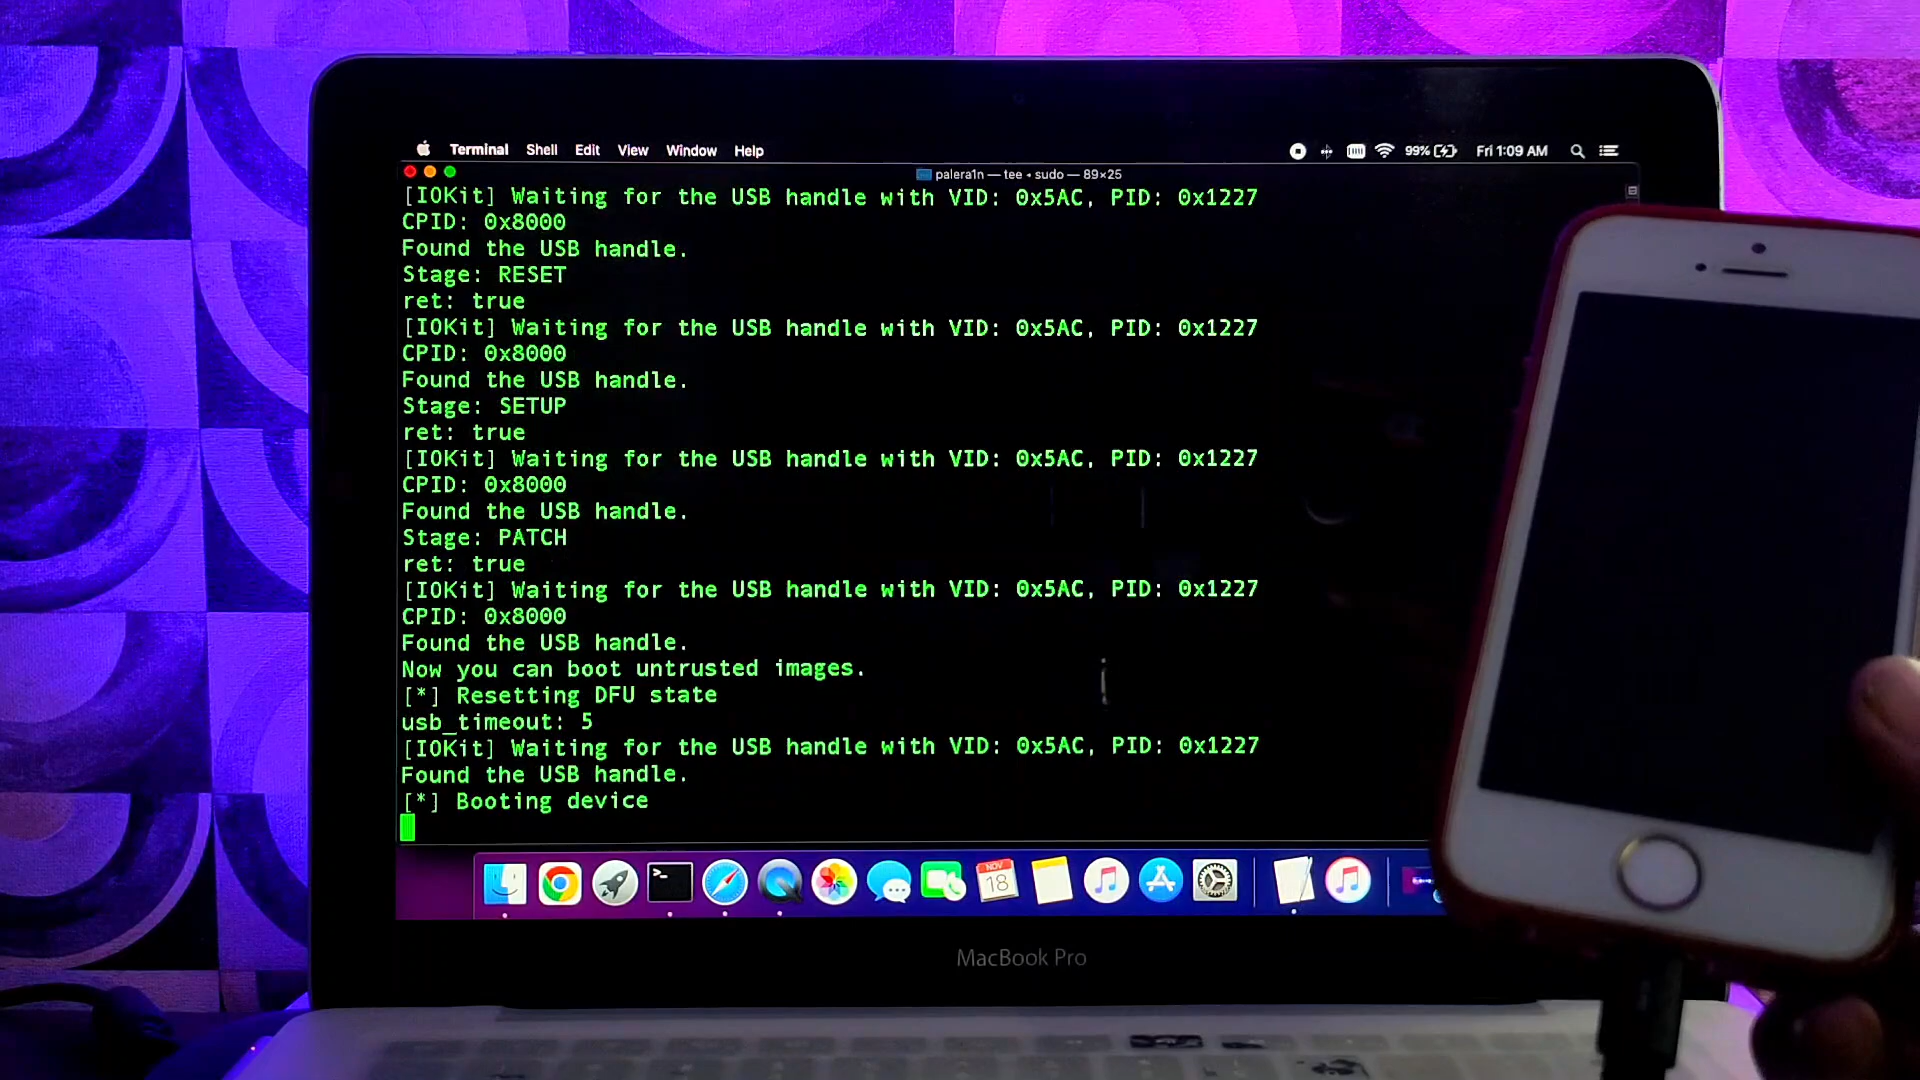 Terminal Shell Edit View Window Help 99% Fri 1:09 AM
palera1n — tee ◂ sudo — 89×25
[IOKit] Waiting for the USB handle with VID: 0x5AC, PID: 0x1227
CPID: 0x8000
Found the USB handle.
Stage: RESET
ret: true
[IOKit] Waiting for the USB handle with VID: 0x5AC, PID: 0x1227
CPID: 0x8000
Found the USB handle.
Stage: SETUP
ret: true
[IOKit] Waiting for the USB handle with VID: 0x5AC, PID: 0x1227
CPID: 0x8000
Found the USB handle.
Stage: PATCH
ret: true
[IOKit] Waiting for the USB handle with VID: 0x5AC, PID: 0x1227
CPID: 0x8000
Found the USB handle.
Now you can boot untrusted images.
[*] Resetting DFU state
usb_timeout: 5
[IOKit] Waiting for the USB handle with VID: 0x5AC, PID: 0x1227
Found the USB handle.
[*] Booting device
NOV
18
MacBook Pro